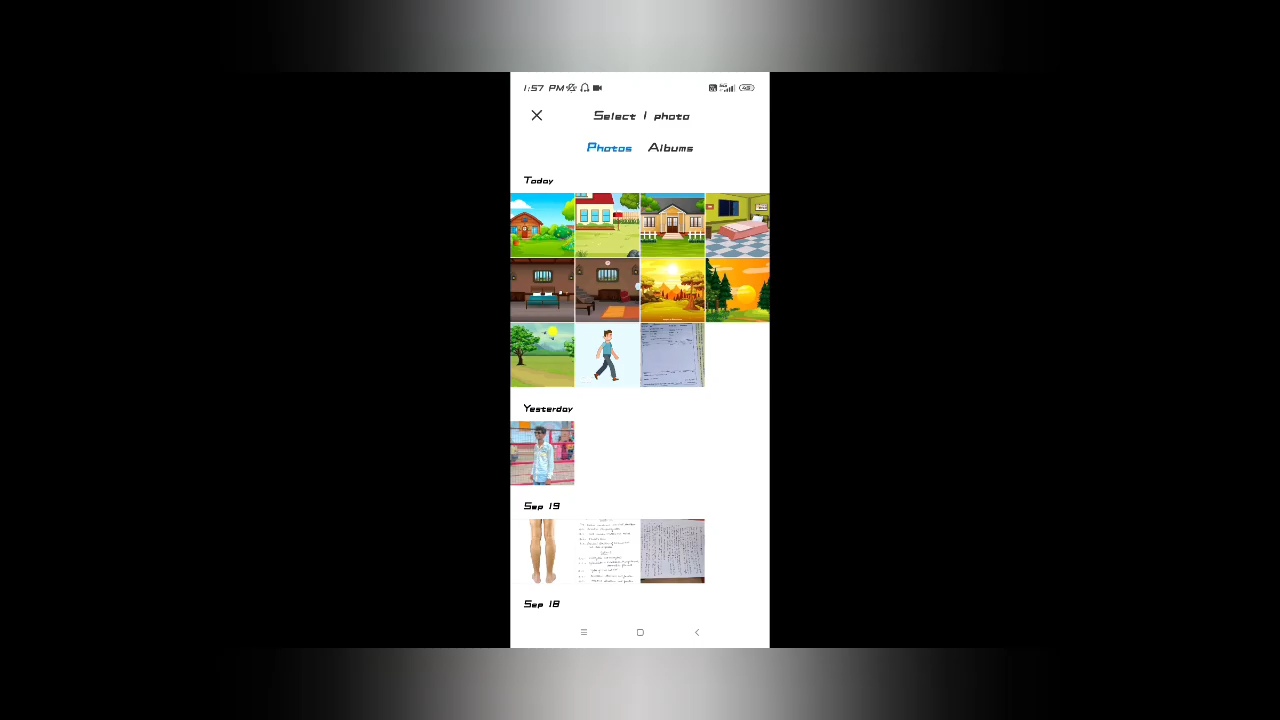 1:57 PM
Select 1 photo
Photos Albums
Today
Yesterday
Sep 19
Sep 18